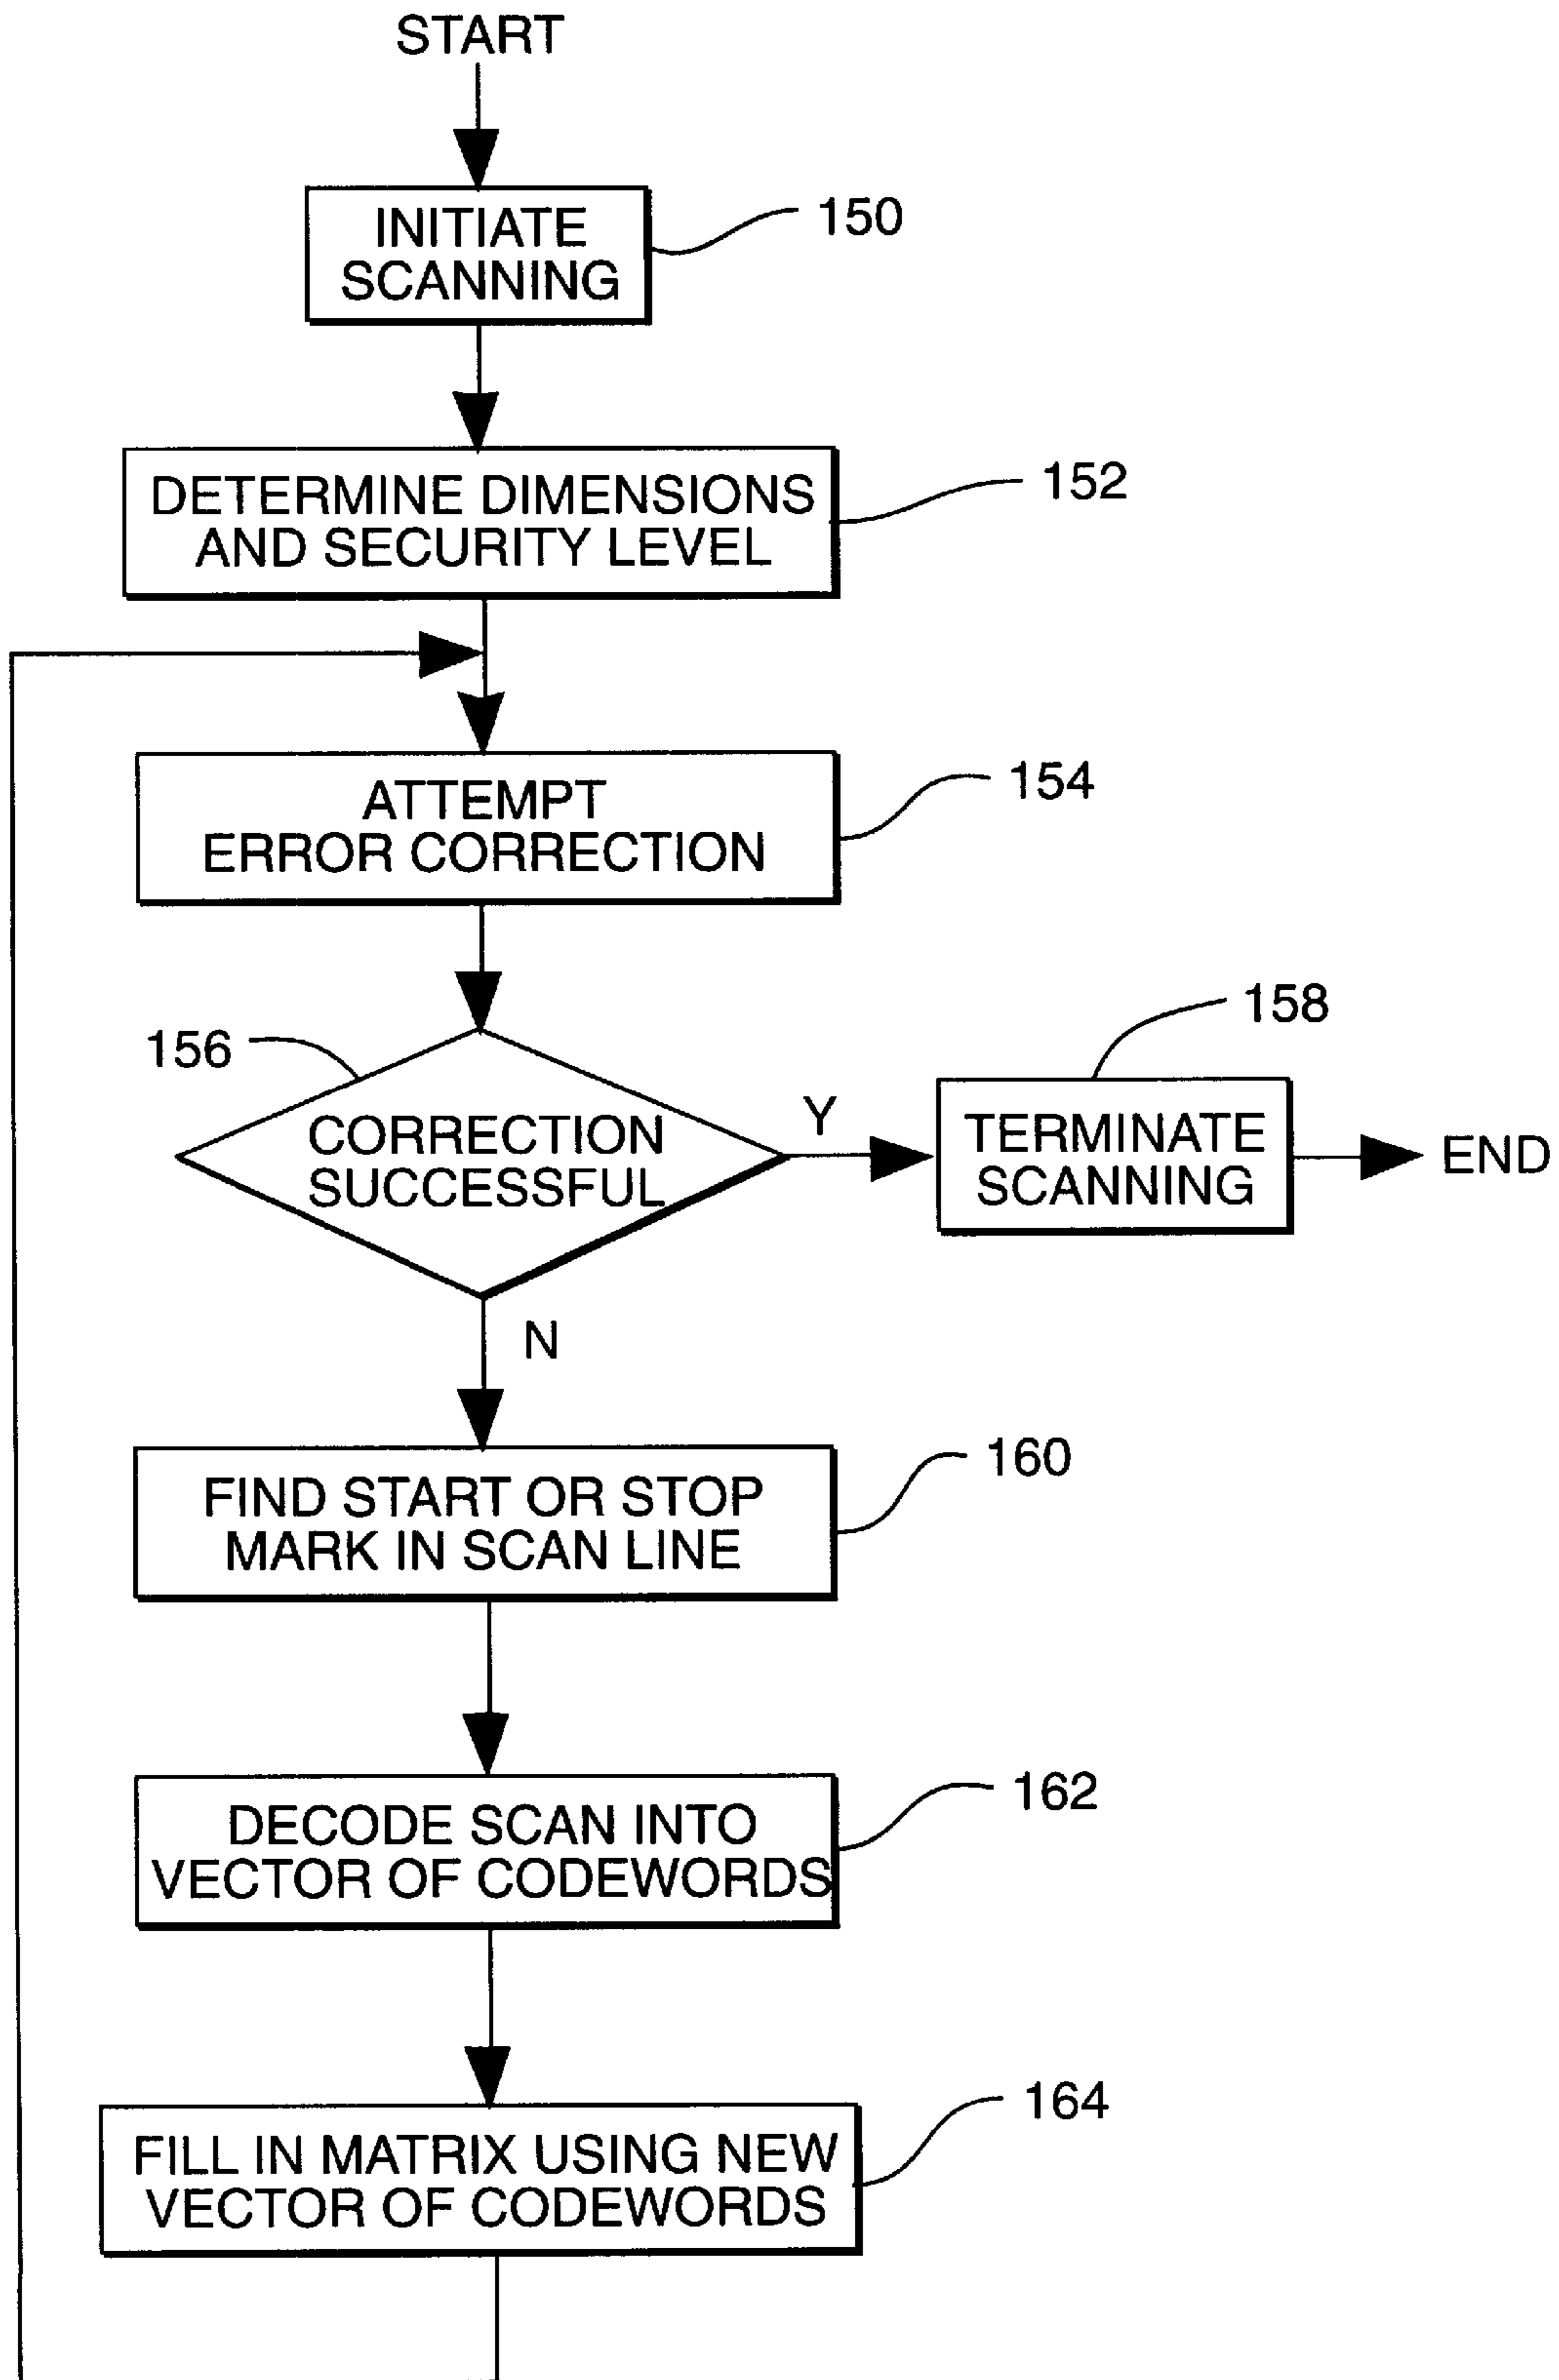 START
INITIATE
SCANNING
150
DETERMINE DIMENSIONS
AND SECURITY LEVEL
152
ATTEMPT
ERROR CORRECTION
154
156
CORRECTION
SUCCESSFUL
Y
158
TERMINATE
SCANNING
END
N
FIND START OR STOP
MARK IN SCAN LINE
160
DECODE SCAN INTO
VECTOR OF CODEWORDS
162
FILL IN MATRIX USING NEW
VECTOR OF CODEWORDS
164